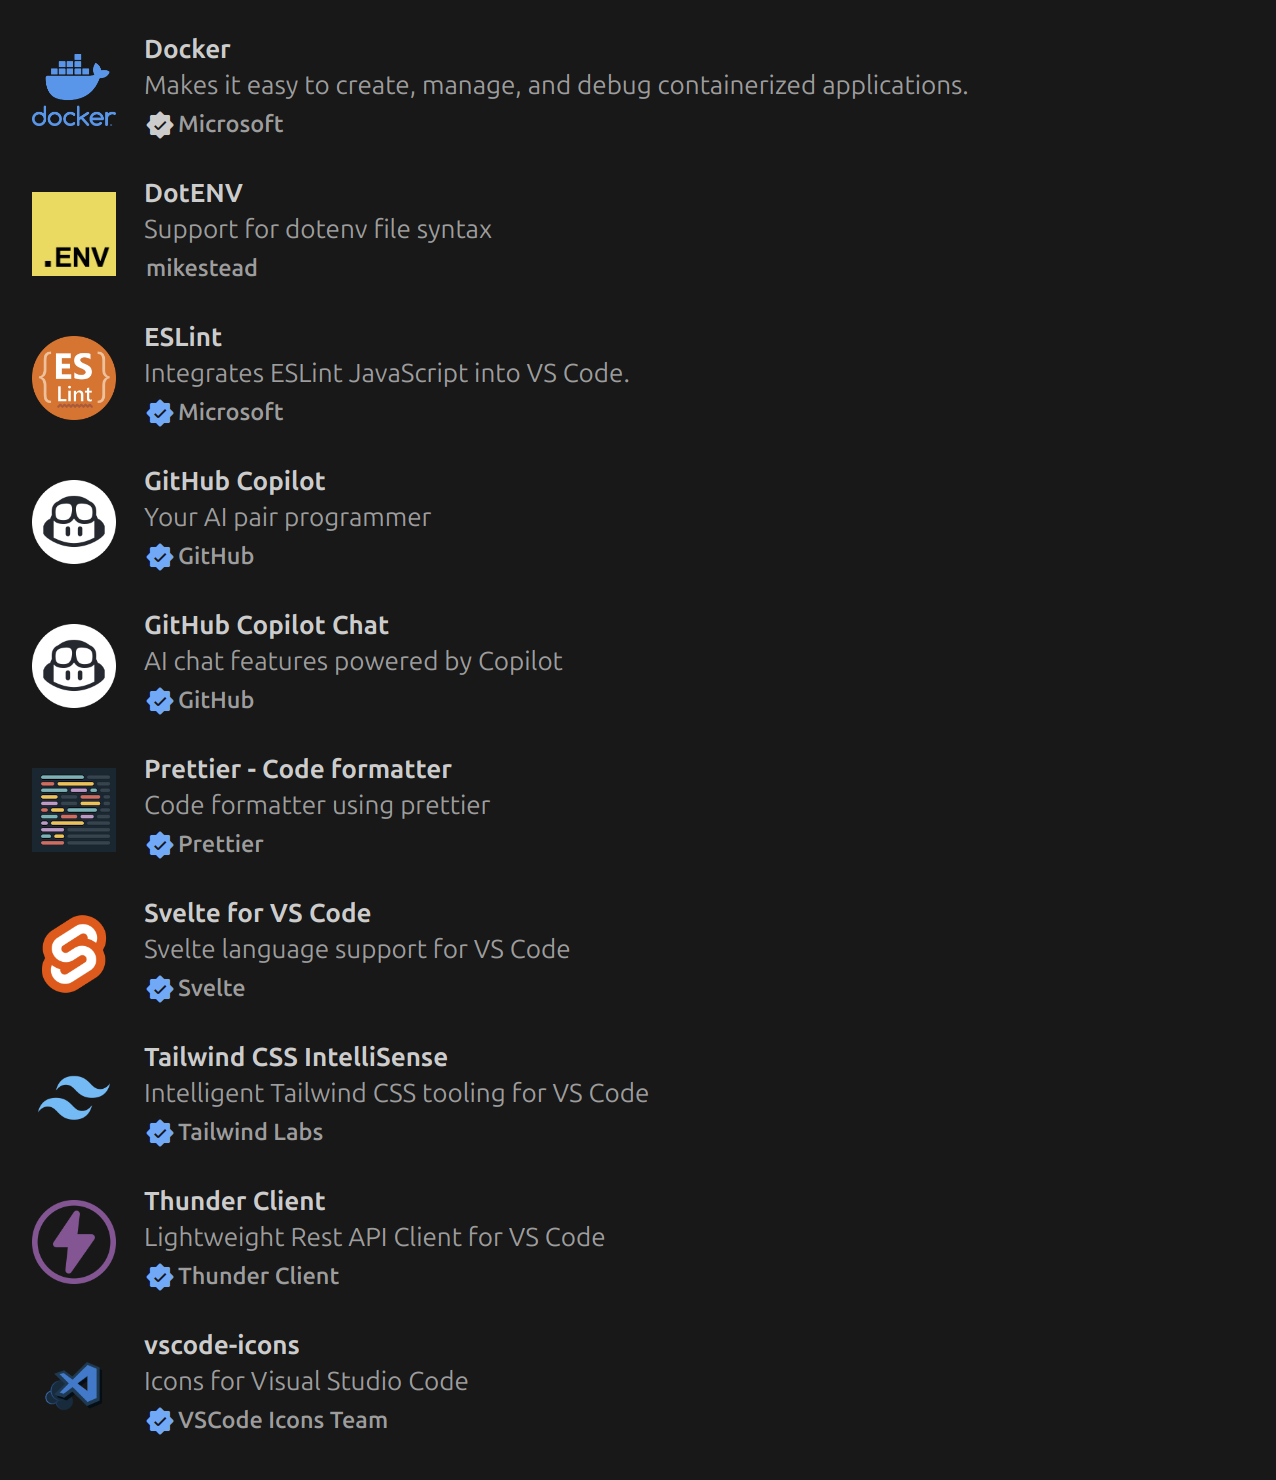 docker
Docker
Makes it easy to create, manage, and debug containerized applications.
Microsoft
.ENV
DotENV
Support for dotenv file syntax
mikestead
{ES}
Lint
ESLint
Integrates ESLint JavaScript into VS Code.
Microsoft
GitHub Copilot
Your AI pair programmer
GitHub
GitHub Copilot Chat
AI chat features powered by Copilot
GitHub
Prettier - Code formatter
Code formatter using prettier
Prettier
Svelte for VS Code
Svelte language support for VS Code
Svelte
Tailwind CSS IntelliSense
Intelligent Tailwind CSS tooling for VS Code
Tailwind Labs
Thunder Client
Lightweight Rest API Client for VS Code
Thunder Client
vscode-icons
Icons for Visual Studio Code
VSCode Icons Team